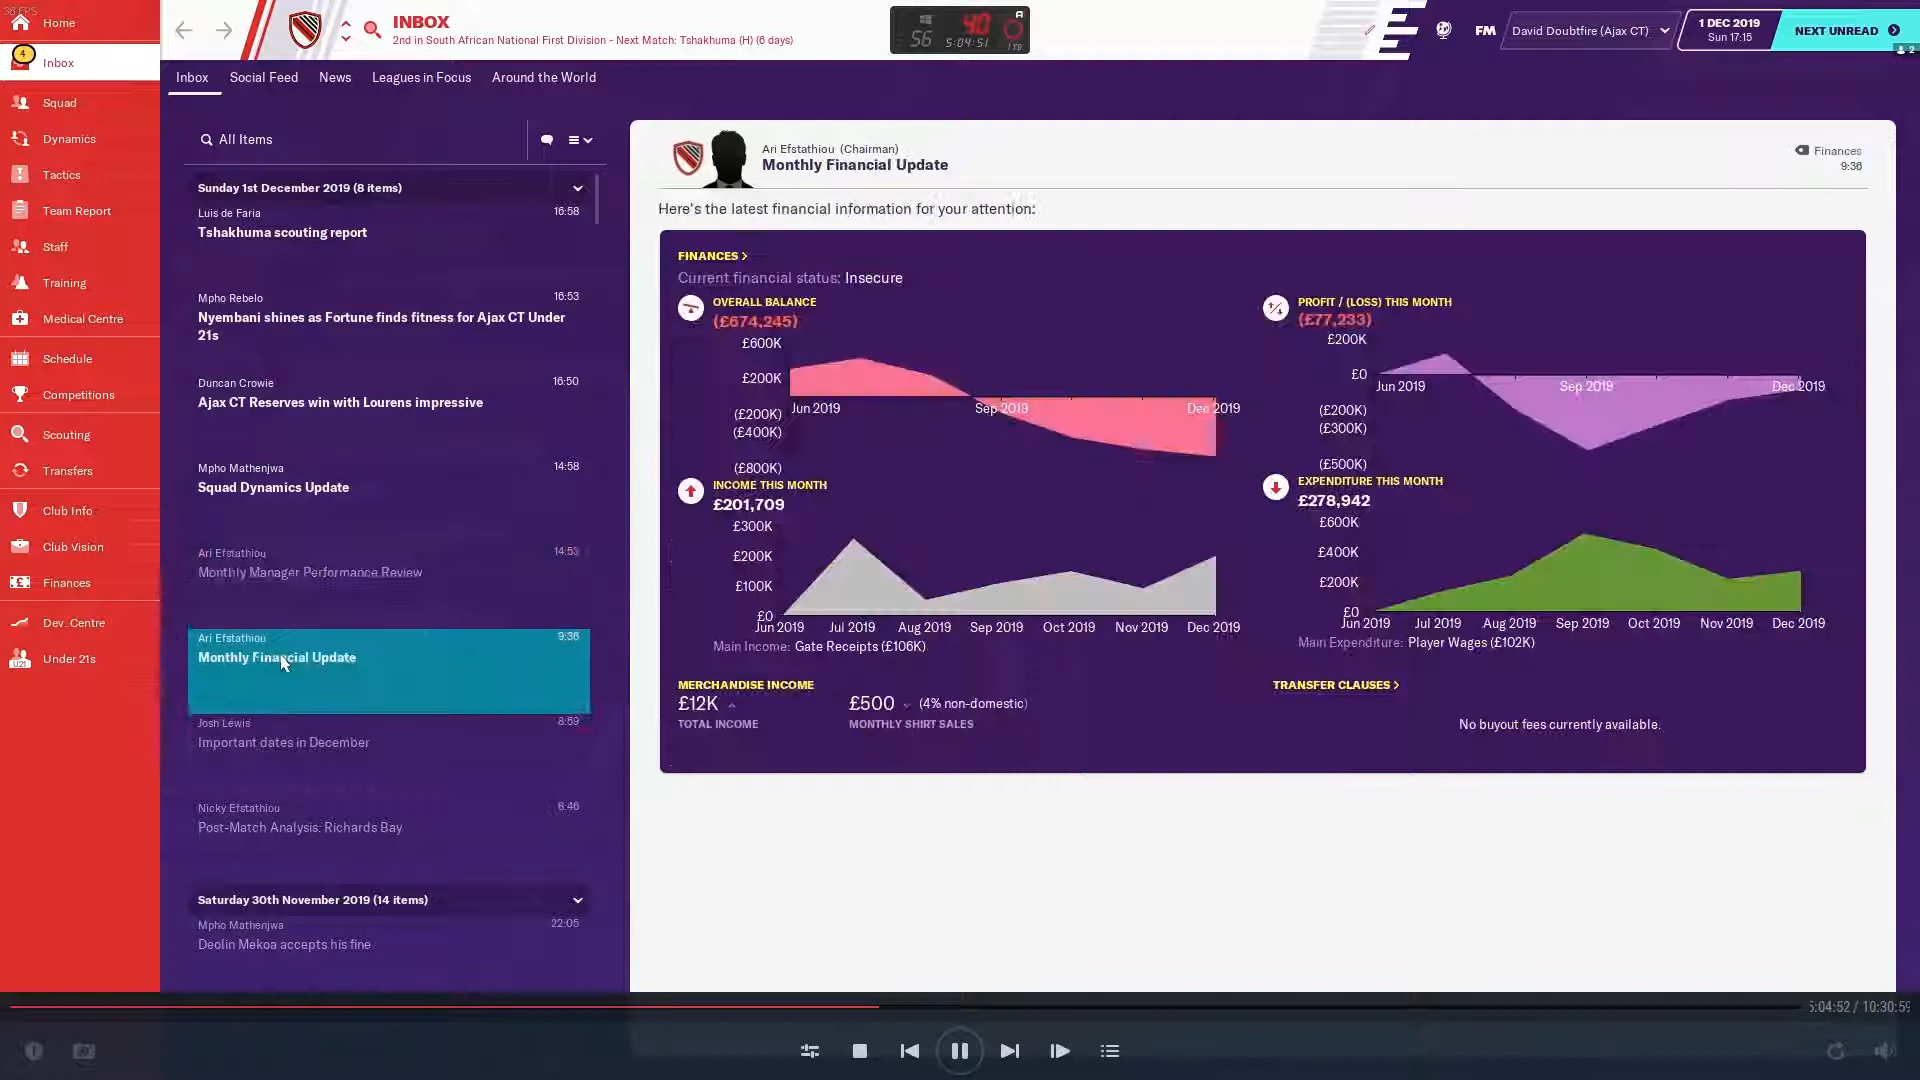 36 FPS
Home
4
Inbox
Squad
Dynamics
Tactics
Team Report
Staff
Training
Medical Centre
Schedule
Competitions
Scouting
Transfers
Club Info
Club Vision
Finances
Dev. Centre
U21
Under 21s
INBOX
2nd in South African National First Division - Next Match: Tshakhuma (H) (6 days)
56
40
5:04:51
A
1TB
FM
David Doubtfire (Ajax CT)
1 DEC 2019
Sun 17:15
NEXT UNREAD
2
Inbox
Social Feed
News
Leagues in Focus
Around the World
All Items
Sunday 1st December 2019 (8 items)
Luis de Faria
16:58
Tshakhuma scouting report
Mpho Rebelo
16:53
Nyembani shines as Fortune finds fitness for Ajax CT Under
21s
Duncan Crowie
16:50
Ajax CT Reserves win with Lourens impressive
Mpho Mathenjwa
14:58
Squad Dynamics Update
Ari Efstathiou
14:53
Monthly Manager Performance Review
Ari Efstathiou
9:36
Monthly Financial Update
Josh Lewis
8:59
Important dates in December
Nicky Efstathiou
6:46
Post-Match Analysis: Richards Bay
Saturday 30th November 2019 (14 items)
Mpho Mathenjwa
22:05
Deolin Mekoa accepts his fine
Ari Efstathiou (Chairman)
Monthly Financial Update
Finances
9:36
Here's the latest financial information for your attention:
FINANCES >
Current financial status: Insecure
OVERALL BALANCE
(£674,245)
£600K
£200K
(£200K)
(£400K)
(£800K)
Jun 2019
Sep 2019
Dec 2019
PROFIT / (LOSS) THIS MONTH
(£77,233)
£200K
£0
(£200K)
(£300K)
(£500K)
Jun 2019
Sep 2019
Dec 2019
INCOME THIS MONTH
£201,709
£300K
£200K
£100K
£0
Jun 2019
Jul 2019
Aug 2019
Sep 2019
Oct 2019
Nov 2019
Dec 2019
Main Income: Gate Receipts (£106K)
EXPENDITURE THIS MONTH
£278,942
£600K
£400K
£200K
£0
Jun 2019
Jul 2019
Aug 2019
Sep 2019
Oct 2019
Nov 2019
Dec 2019
Main Expenditure: Player Wages (£102K)
MERCHANDISE INCOME
£12K
TOTAL INCOME
£500
(4% non-domestic)
MONTHLY SHIRT SALES
TRANSFER CLAUSES >
No buyout fees currently available.
5:04:52 / 10:30:59